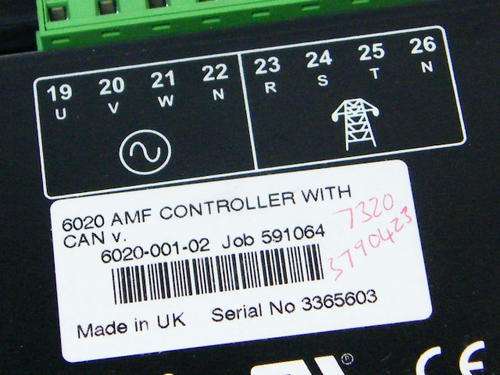 19 20 21 22 23 24 25 26
U V W N R S T N
6020 AMF CONTROLLER WITH
CAN v.
7320
6020-001-02 Job 591064
3790423
Made in UK Serial No 3365603
CE